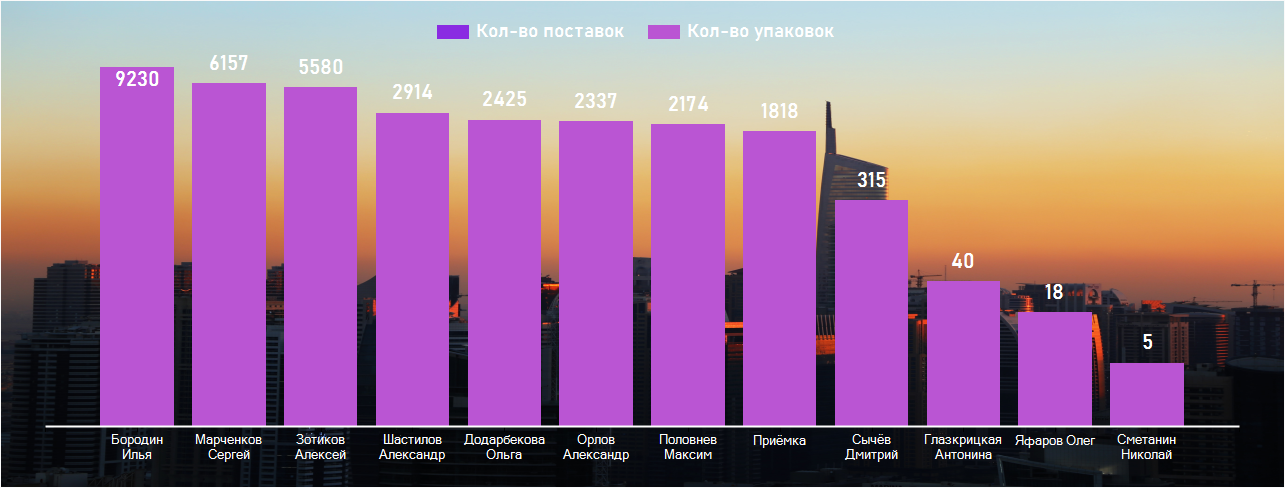 Кол-во поставок Кол-во упаковок
9230 6157 5580 2914 2425 2337 2174 1818 315 40 18 5
Бородин Марченков Зотиков Шастилов Додарбекова Орлов Половнев Приёмка Сычёв Глазкрицкая Яфаров Олег Сметанин
Илья Сергей Алексей Александр Ольга Александр Максим Дмитрий Антонина Николай